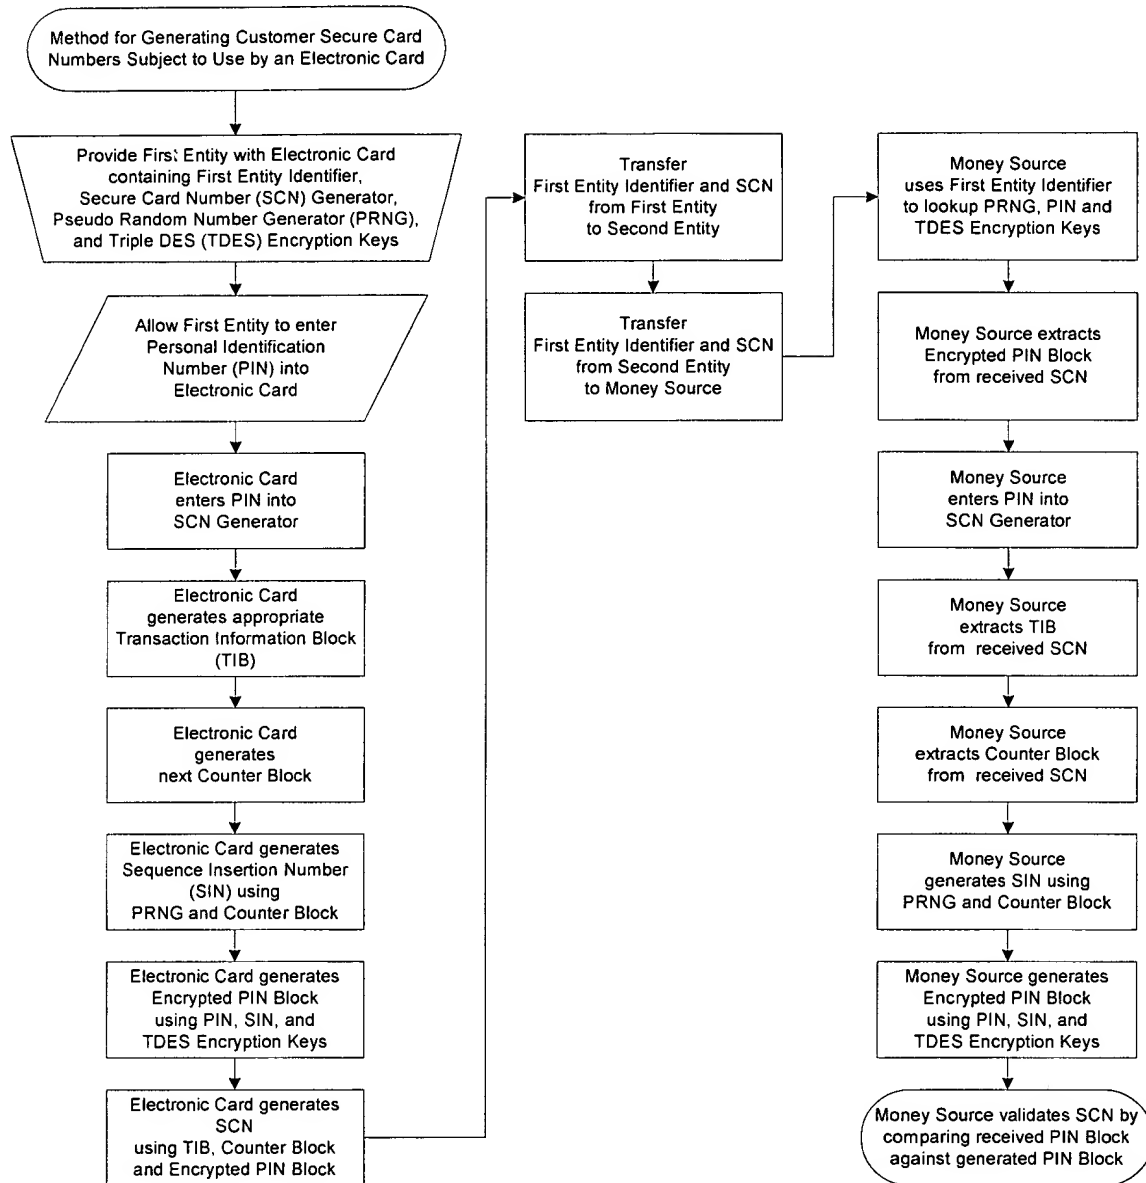 Method for Generating Customer Secure Card
Numbers Subject to Use by an Electronic Card
Provide First Entity with Electronic Card
containing First Entity Identifier,
Secure Card Number (SCN) Generator,
Pseudo Random Number Generator (PRNG),
and Triple DES (TDES) Encryption Keys
Allow First Entity to enter
Personal Identification
Number (PIN) into
Electronic Card
Electronic Card
enters PIN into
SCN Generator
Electronic Card
generates appropriate
Transaction Information Block
(TIB)
Electronic Card
generates
next Counter Block
Electronic Card generates
Sequence Insertion Number
(SIN) using
PRNG and Counter Block
Electronic Card generates
Encrypted PIN Block
using PIN, SIN, and
TDES Encryption Keys
Electronic Card generates
SCN
using TIB, Counter Block
and Encrypted PIN Block
Transfer
First Entity Identifier and SCN
from First Entity
to Second Entity
Transfer
First Entity Identifier and SCN
from Second Entity
to Money Source
Money Source
uses First Entity Identifier
to lookup PRNG, PIN and
TDES Encryption Keys
Money Source extracts
Encrypted PIN Block
from received SCN
Money Source
enters PIN into
SCN Generator
Money Source
extracts TIB
from received SCN
Money Source
extracts Counter Block
from received SCN
Money Source
generates SIN using
PRNG and Counter Block
Money Source generates
Encrypted PIN Block
using PIN, SIN, and
TDES Encryption Keys
Money Source validates SCN by
comparing received PIN Block
against generated PIN Block